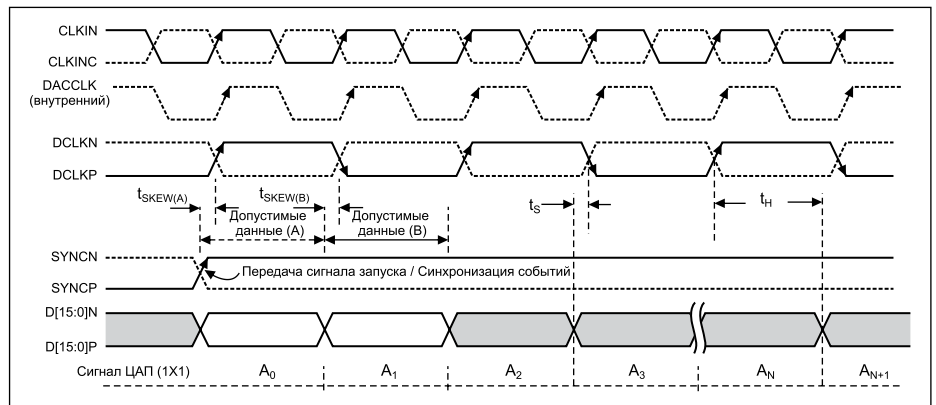 CLKIN
CLKINC
DACCLK
(внутренний)
DCLKN
DCLKP
tSKEW(A)
tSKEW(B)
Допустимые
данные (A)
Допустимые
данные (B)
tS
tH
SYNCN
Передача сигнала запуска / Синхронизация событий
SYNCP
D[15:0]N
D[15:0]P
Сигнал ЦАП (1X1)
A0
A1
A2
A3
AN
AN+1